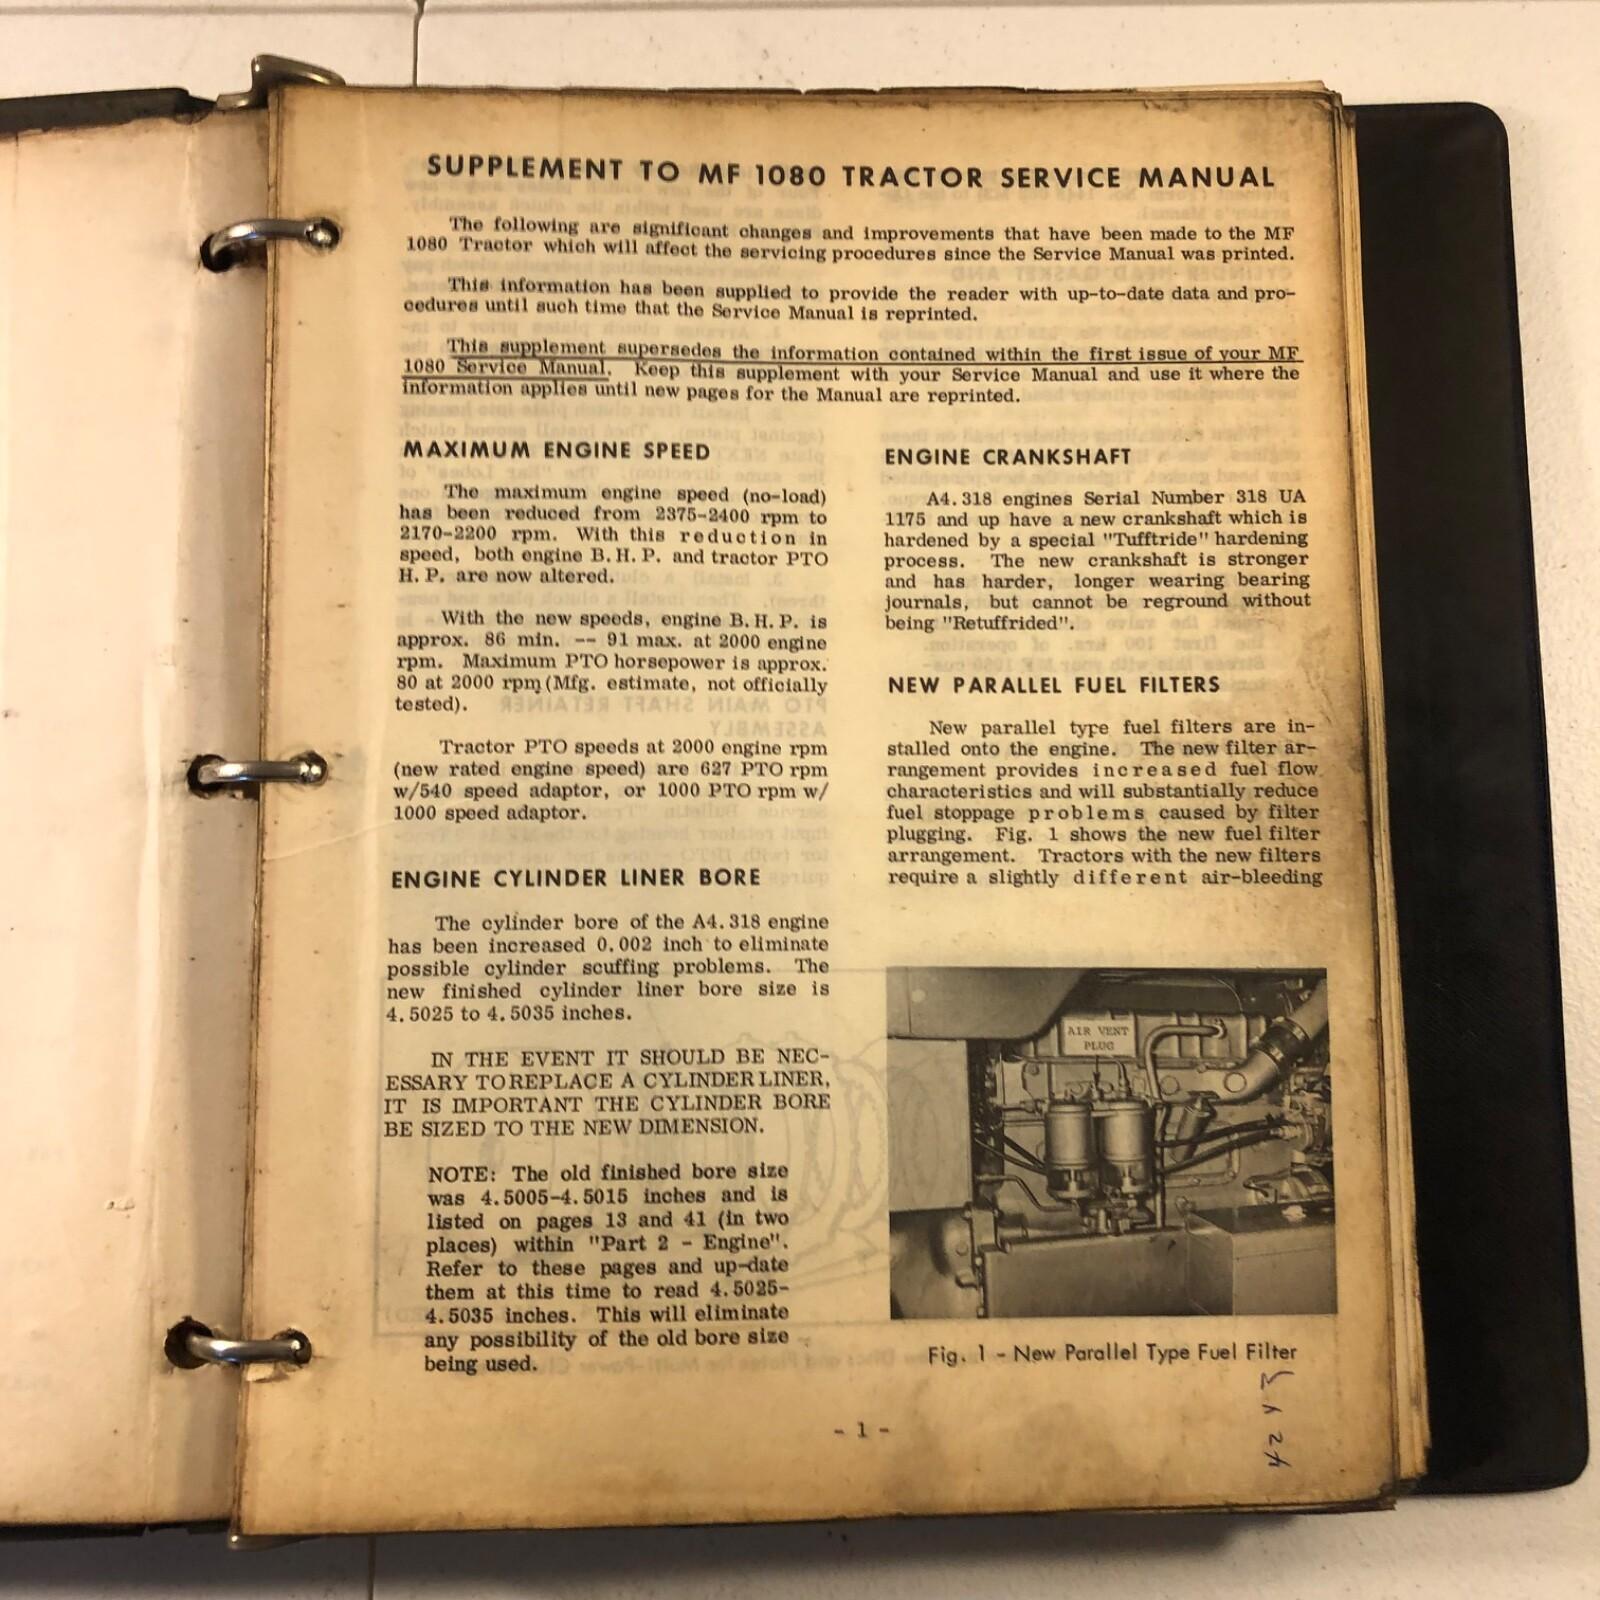 SUPPLEMENT TO MF 1080 TRACTOR SERVICE MANUAL
The following are significant changes and improvements that have been made to the MF
1080 Tractor which will affect the servicing procedures since the Service Manual was printed.
This information has been supplied to provide the reader with up-to-date data and pro-
cedures until such time that the Service Manual is reprinted.
This supplement supersedes the information contained within the first issue of your MF
1080 Service Manual. Keep this supplement with your Service Manual and use it where the
information applies until new pages for the Manual are reprinted.
MAXIMUM ENGINE SPEED
The maximum engine speed (no-load)
has been reduced from 2375-2400 rpm to
2170-2200 rpm. With this reduction in
speed, both engine B.H.P. and tractor PTO
H.P. are now altered.
With the new speeds, engine B.H.P. is
approx. 86 min. -- 91 max. at 2000 engine
rpm. Maximum PTO horsepower is approx.
80 at 2000 rpm (Mfg. estimate, not officially
tested).
Tractor PTO speeds at 2000 engine rpm
(new rated engine speed) are 627 PTO rpm
w/540 speed adaptor, or 1000 PTO rpm w/
1000 speed adaptor.
ENGINE CYLINDER LINER BORE
The cylinder bore of the A4.318 engine
has been increased 0.002 inch to eliminate
possible cylinder scuffing problems. The
new finished cylinder liner bore size is
4.5025 to 4.5035 inches.
IN THE EVENT IT SHOULD BE NEC-
ESSARY TO REPLACE A CYLINDER LINER,
IT IS IMPORTANT THE CYLINDER BORE
BE SIZED TO THE NEW DIMENSION.
NOTE: The old finished bore size
was 4.5005-4.5015 inches and is
listed on pages 13 and 41 (in two
places) within "Part 2 - Engine".
Refer to these pages and up-date
them at this time to read 4.5025-
4.5035 inches. This will eliminate
any possibility of the old bore size
being used.
ENGINE CRANKSHAFT
A4.318 engines Serial Number 318 UA
1175 and up have a new crankshaft which is
hardened by a special "Tufftride" hardening
process. The new crankshaft is stronger
and has harder, longer wearing bearing
journals, but cannot be reground without
being "Retuffrided".
NEW PARALLEL FUEL FILTERS
New parallel type fuel filters are in-
stalled onto the engine. The new filter ar-
rangement provides increased fuel flow
characteristics and will substantially reduce
fuel stoppage problems caused by filter
plugging. Fig. 1 shows the new fuel filter
arrangement. Tractors with the new filters
require a slightly different air-bleeding
AIR VENT
PLUG
Fig. 1 - New Parallel Type Fuel Filter
- 1 -